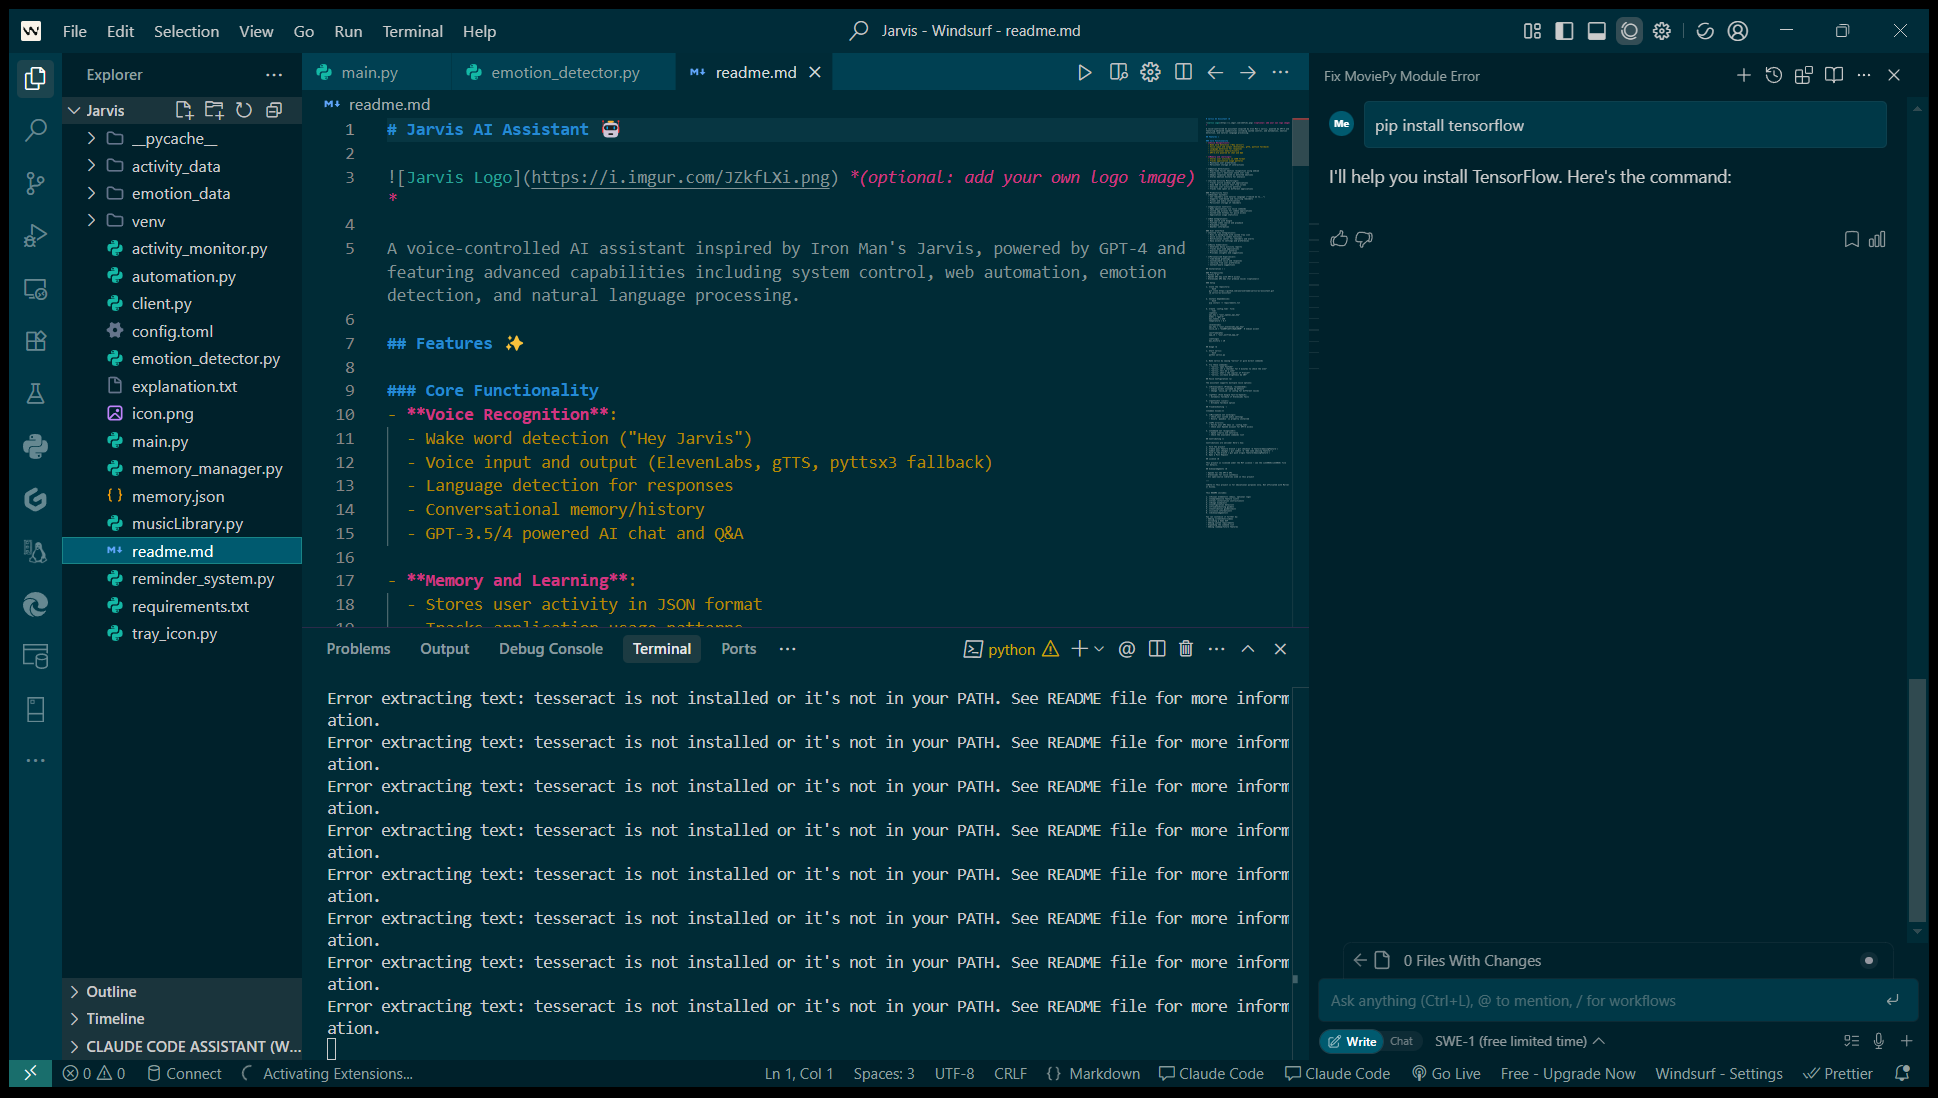 File Edit Selection View Go Run Terminal Help
Jarvis - Windsurf - readme.md
Explorer
Jarvis
__pycache__
activity_data
emotion_data
venv
activity_monitor.py
automation.py
client.py
config.toml
emotion_detector.py
explanation.txt
icon.png
main.py
memory_manager.py
memory.json
musicLibrary.py
readme.md
reminder_system.py
requirements.txt
tray_icon.py
Outline
Timeline
CLAUDE CODE ASSISTANT (W...
main.py emotion_detector.py readme.md
readme.md
1 # Jarvis AI Assistant 🤖
2
3 ![Jarvis Logo](https://i.imgur.com/JZkfLXi.png) *(optional: add your own logo image)
*
4
5 A voice-controlled AI assistant inspired by Iron Man's Jarvis, powered by GPT-4 and
featuring advanced capabilities including system control, web automation, emotion
detection, and natural language processing.
6
7 ## Features ✨
8
9 ### Core Functionality
10 - **Voice Recognition**:
11 - Wake word detection ("Hey Jarvis")
12 - Voice input and output (ElevenLabs, gTTS, pyttsx3 fallback)
13 - Language detection for responses
14 - Conversational memory/history
15 - GPT-3.5/4 powered AI chat and Q&A
16
17 - **Memory and Learning**:
18 - Stores user activity in JSON format
19 - Tracks application usage patterns
Problems Output Debug Console Terminal Ports
python
Error extracting text: tesseract is not installed or it's not in your PATH. See README file for more inform
ation.
Error extracting text: tesseract is not installed or it's not in your PATH. See README file for more inform
ation.
Error extracting text: tesseract is not installed or it's not in your PATH. See README file for more inform
ation.
Error extracting text: tesseract is not installed or it's not in your PATH. See README file for more inform
ation.
Error extracting text: tesseract is not installed or it's not in your PATH. See README file for more inform
ation.
Error extracting text: tesseract is not installed or it's not in your PATH. See README file for more inform
ation.
Error extracting text: tesseract is not installed or it's not in your PATH. See README file for more inform
ation.
Error extracting text: tesseract is not installed or it's not in your PATH. See README file for more inform
ation.
Fix MoviePy Module Error
Me pip install tensorflow
I'll help you install TensorFlow. Here's the command:
0 Files With Changes
Ask anything (Ctrl+L), @ to mention, / for workflows
Write Chat SWE-1 (free limited time)
0 0 Connect Activating Extensions... Ln 1, Col 1 Spaces: 3 UTF-8 CRLF {} Markdown Claude Code Claude Code Go Live Free - Upgrade Now Windsurf - Settings Prettier